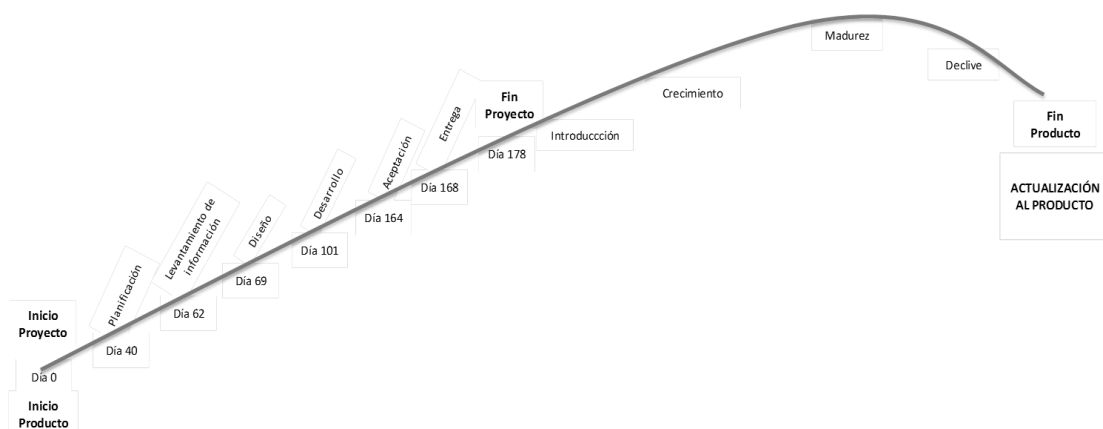 Inicio
Proyecto
Día 0
Inicio
Producto
Planificación
Día 40
Levantamiento de
información
Día 62
Diseño
Día 69
Desarrollo
Día 101
Aceptación
Día 164
Entrega
Día 168
Fin
Proyecto
Día 178
Introduccción
Crecimiento
Madurez
Declive
Fin
Producto
ACTUALIZACIÓN
AL PRODUCTO